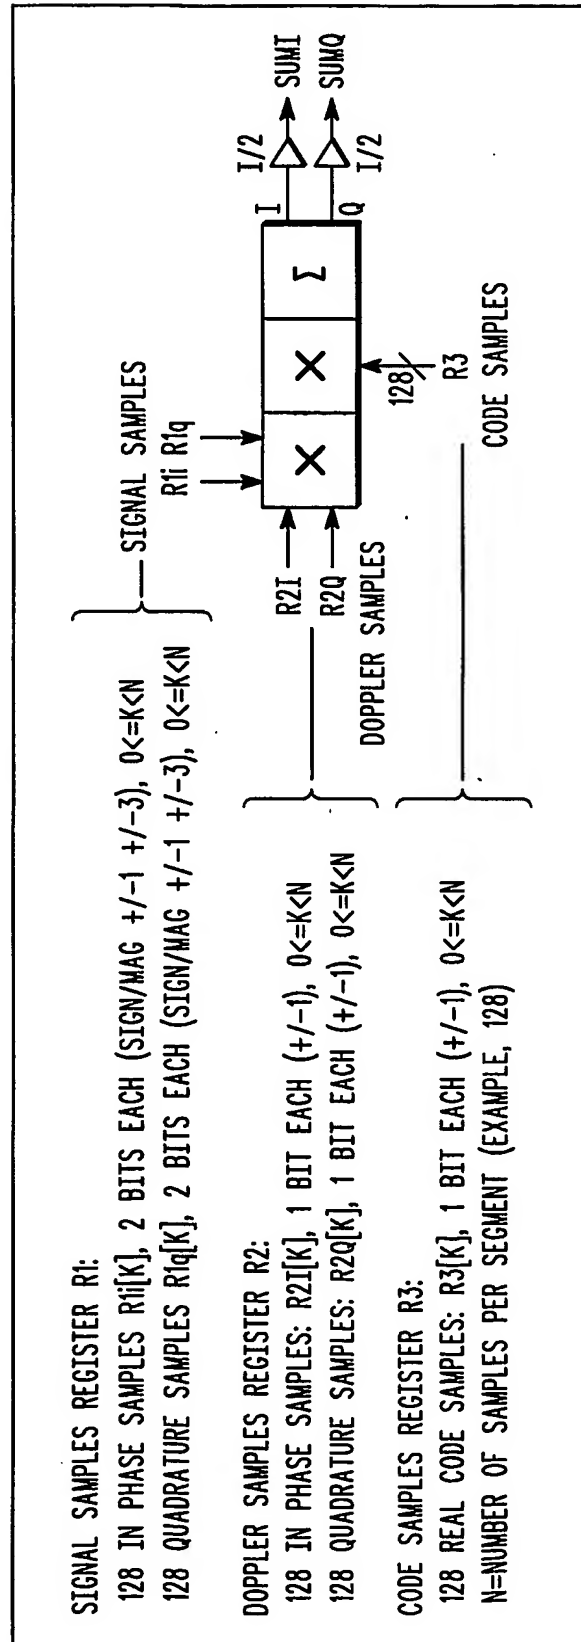 SIGNAL SAMPLES REGISTER R1:
128 IN PHASE SAMPLES R1i[K], 2 BITS EACH (SIGN/MAG +/-1 +/-3), 0<=K<N
128 QUADRATURE SAMPLES R1q[K], 2 BITS EACH (SIGN/MAG +/-1 +/-3), 0<=K<N
SIGNAL SAMPLES
R1i R1q
DOPPLER SAMPLES REGISTER R2:
128 IN PHASE SAMPLES: R2I[K], 1 BIT EACH (+/-1), 0<=K<N
128 QUADRATURE SAMPLES: R2Q[K], 1 BIT EACH (+/-1), 0<=K<N
R2I
R2Q
DOPPLER SAMPLES
X X Σ
I
Q
I/2
I/2
SUMI
SUMQ
128
R3
CODE SAMPLES
CODE SAMPLES REGISTER R3:
128 REAL CODE SAMPLES: R3[K], 1 BIT EACH (+/-1), 0<=K<N
N=NUMBER OF SAMPLES PER SEGMENT (EXAMPLE, 128)